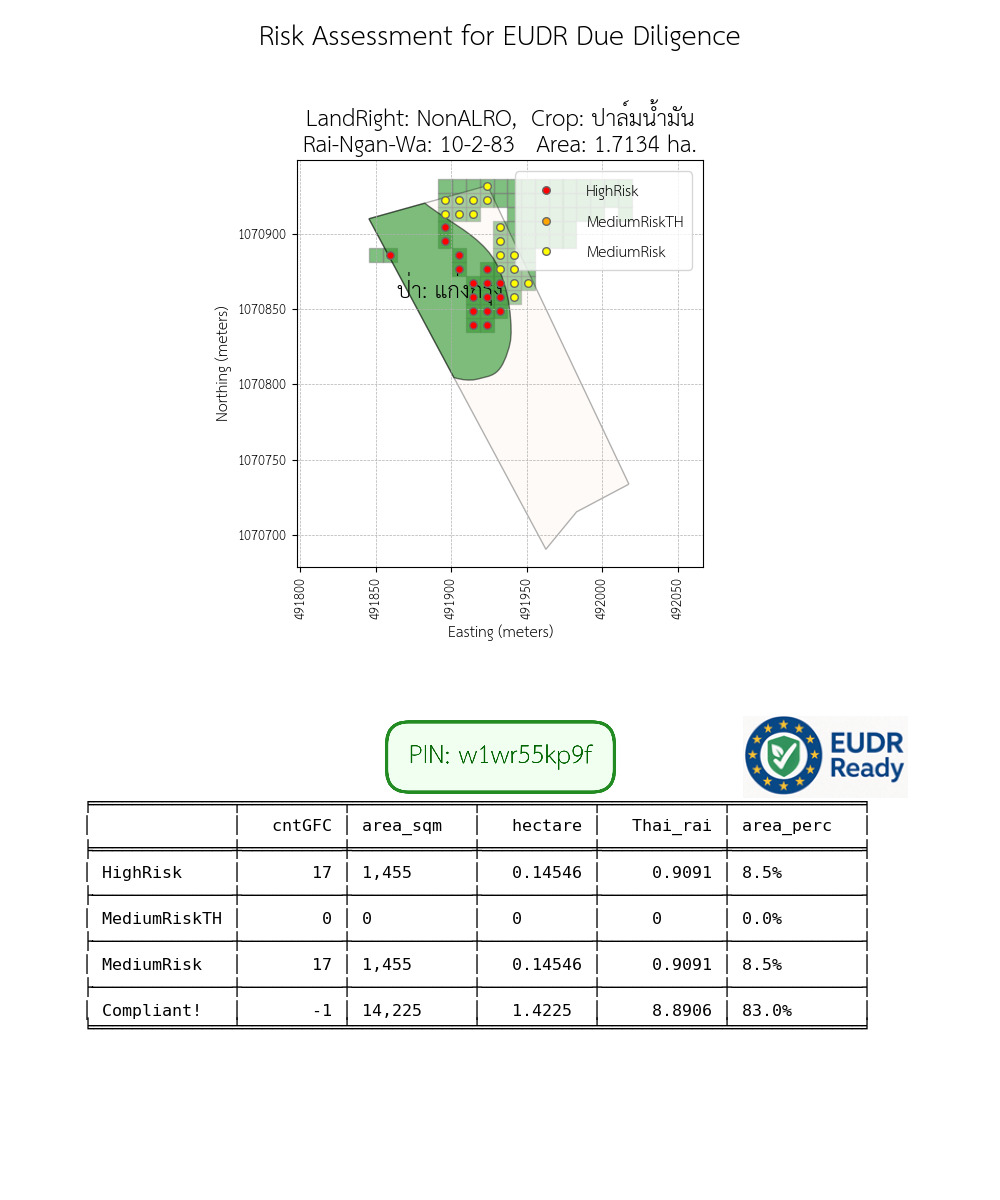 Risk Assessment for EUDR Due Diligence
LandRight: NonALRO, Crop: ปาล์มน้ำมัน
Rai-Ngan-Wa: 10-2-83 Area: 1.7134 ha.
HighRisk
MediumRiskTH
MediumRisk
ป่า: แก่งกรุง
1070900
1070850
1070800
1070750
1070700
Northing (meters)
491800 491850 491900 491950 492000 492050
Easting (meters)
PIN: w1wr55kp9f
EUDR
Ready
cntGFC area_sqm hectare Thai_rai area_perc
HighRisk 17 1,455 0.14546 0.9091 8.5%
MediumRiskTH 0 0 0 0 0.0%
MediumRisk 17 1,455 0.14546 0.9091 8.5%
Compliant! -1 14,225 1.4225 8.8906 83.0%